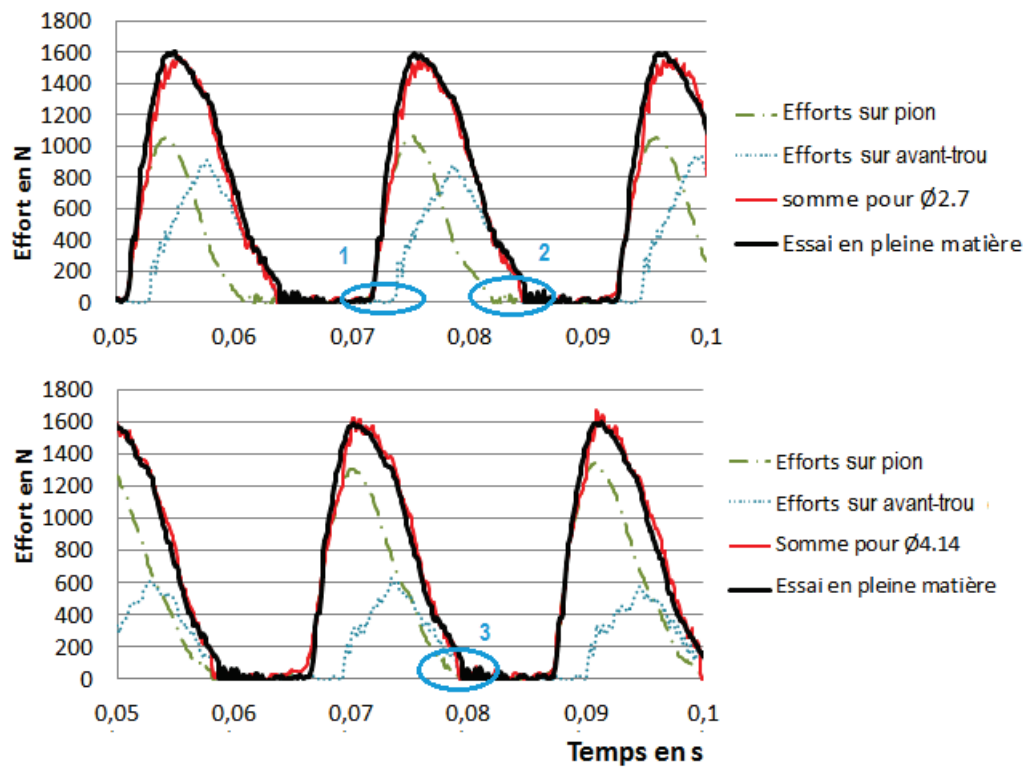 1800
1600
1400
1200
1000
800
600
400
200
0
Effort en N
0,05 0,06 0,07 0,08 0,09 0,1
1
2
Efforts sur pion
Efforts sur avant-trou
somme pour Ø2.7
Essai en pleine matière
1800
1600
1400
1200
1000
800
600
400
200
0
Effort en N
0,05 0,06 0,07 0,08 0,09 0,1
3
Efforts sur pion
Efforts sur avant-trou
Somme pour Ø4.14
Essai en pleine matière
Temps en s